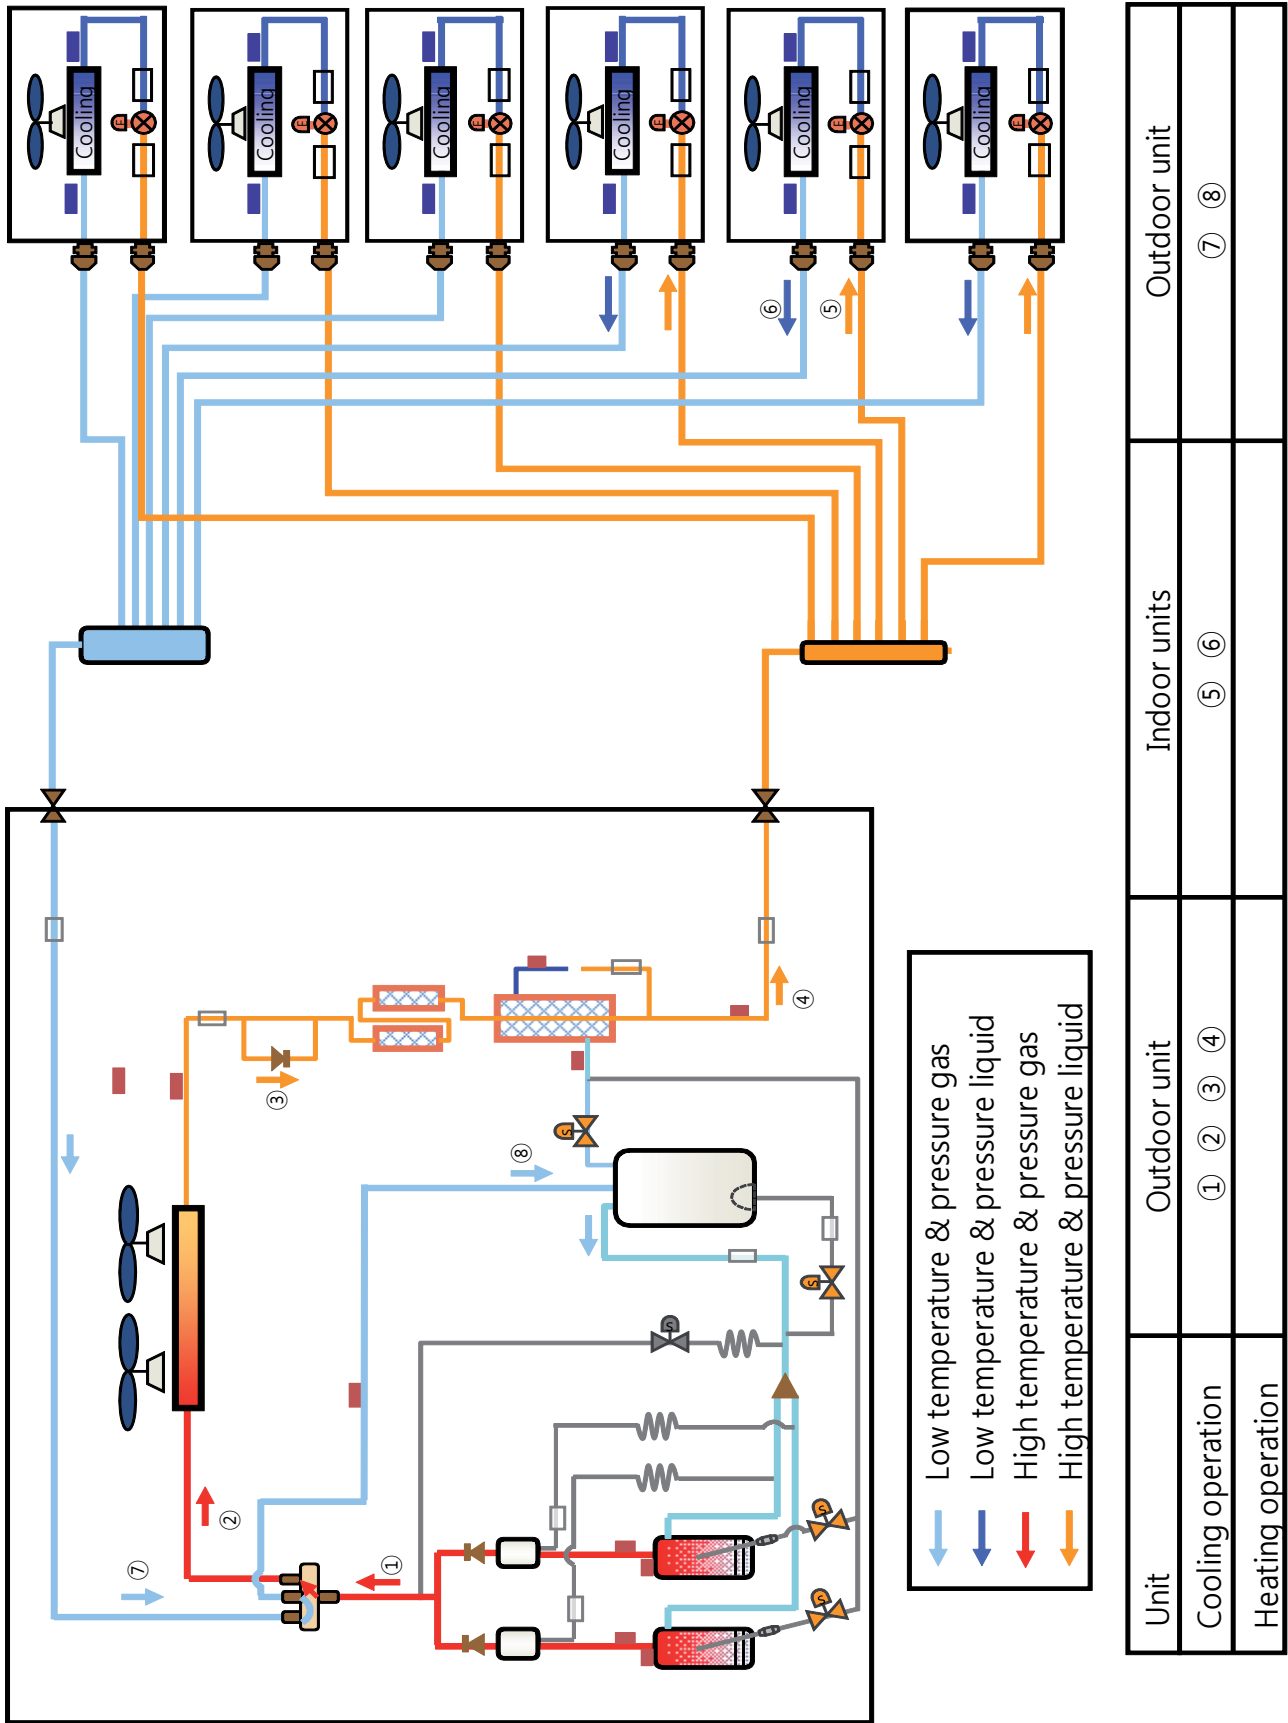 Cooling
Cooling
Cooling
Cooling
Cooling
Cooling
E
E
E
E
E
E
⑥
⑤
⑦
②
①
③
④
⑧
S
S
S
S
S
Low temperature & pressure gas
Low temperature & pressure liquid
High temperature & pressure gas
High temperature & pressure liquid
Unit Outdoor unit Indoor units Outdoor unit
Cooling operation ① ② ③ ④ ⑤ ⑥ ⑦ ⑧
Heating operation